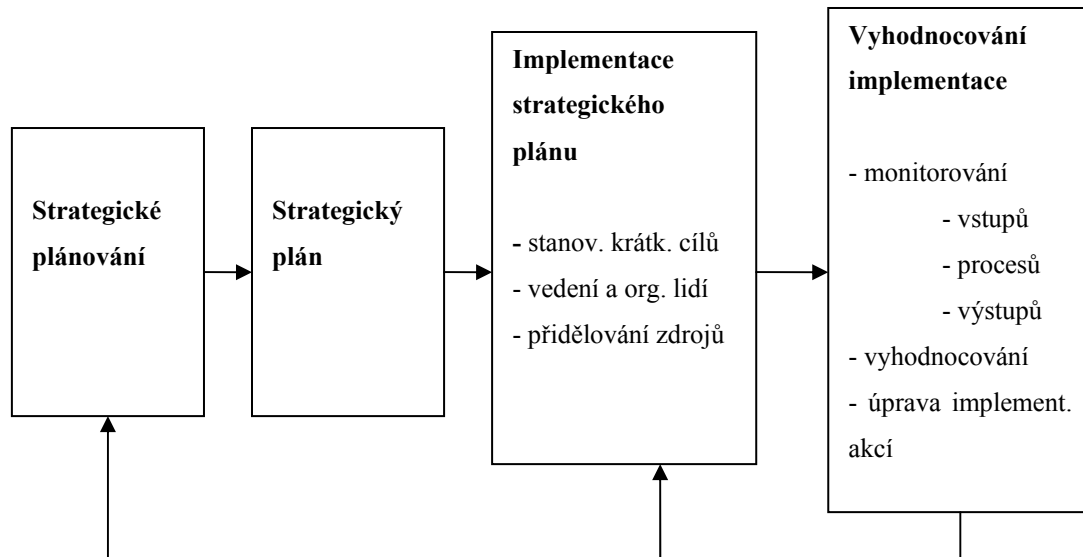 Strategické
plánování
Strategický
plán
Implementace
strategického
plánu
- stanov. krátk. cílů
- vedení a org. lidí
- přidělování zdrojů
Vyhodnocování
implementace
- monitorování
- vstupů
- procesů
- výstupů
- vyhodnocování
- úprava implement.
akcí